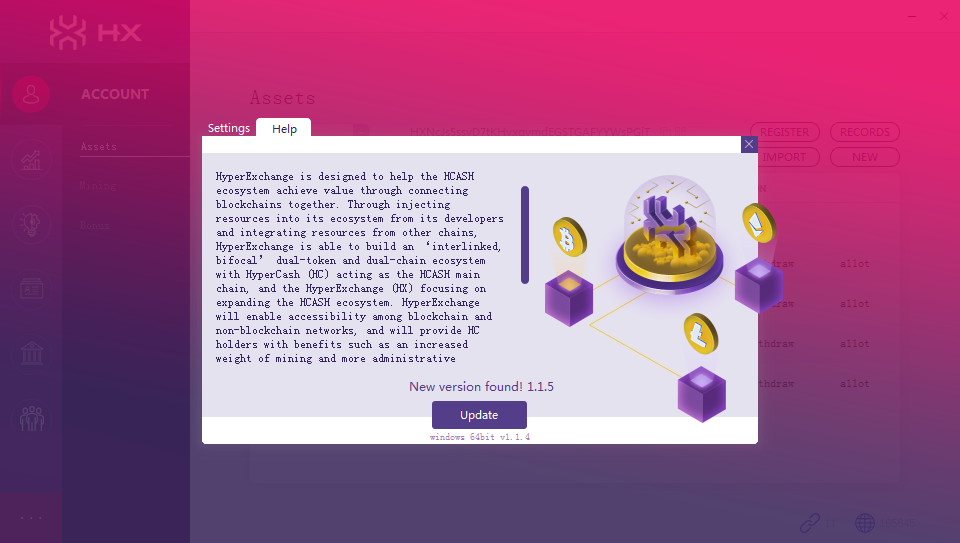 HX
ACCOUNT
Assets
Mining
Bonus
Assets
REGISTER
RECORDS
IMPORT
NEW
Settings
Help
HyperExchange is designed to help the HCASH
ecosystem achieve value through connecting
blockchains together. Through injecting
resources into its ecosystem from its developers
and integrating resources from other chains,
HyperExchange is able to build an ‘interlinked,
bifocal’ dual-token and dual-chain ecosystem
with HyperCash (HC) acting as the HCASH main
chain, and the HyperExchange (HX) focusing on
expanding the HCASH ecosystem. HyperExchange
will enable accessibility among blockchain and
non-blockchain networks, and will provide HC
holders with benefits such as an increased
weight of mining and more administrative
New version found! 1.1.5
Update
windows 64bit v1.1.4
allot
allot
thdraw allot
thdraw allot